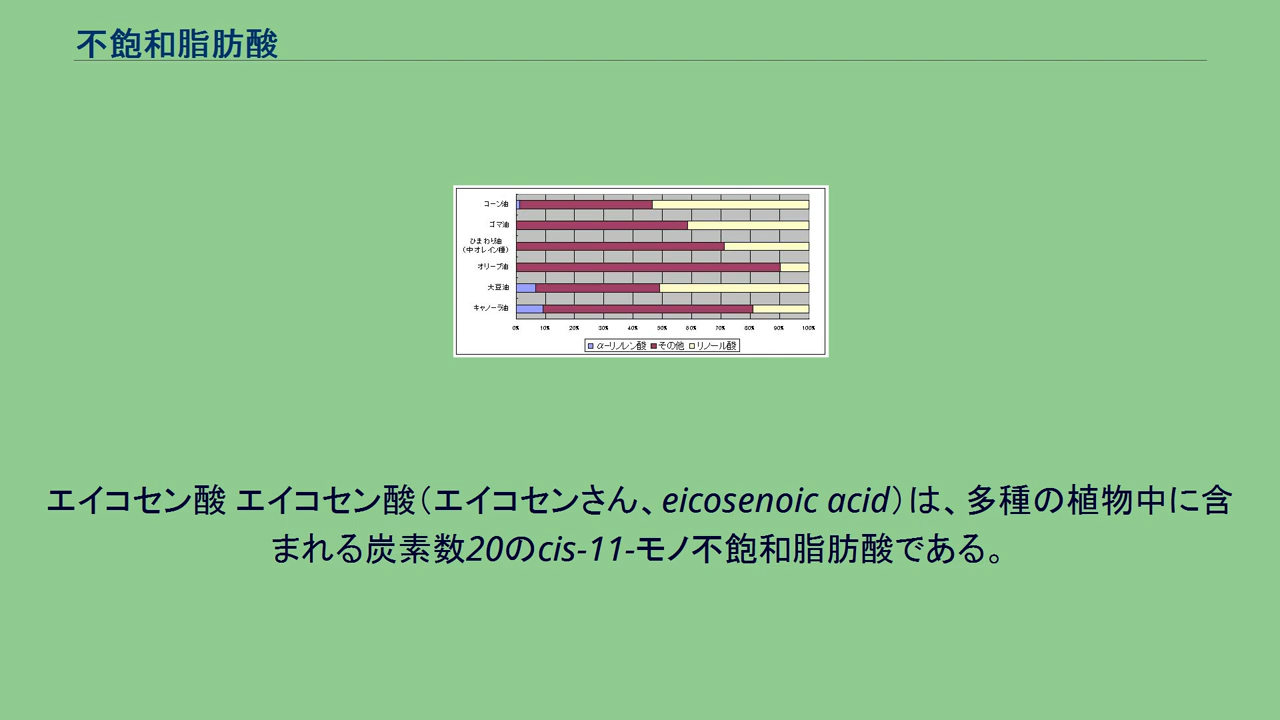 不飽和脂肪酸
コーン油
ゴマ油
ひまわり油
（中オレイン種）
オリーブ油
大豆油
キャノーラ油
0% 10% 20% 30% 40% 50% 60% 70% 80% 90% 100%
α-リノレン酸 その他 リノール酸
エイコセン酸 エイコセン酸（エイコセンさん、eicosenoic acid）は、多種の植物中に含
まれる炭素数20のcis-11-モノ不飽和脂肪酸である。